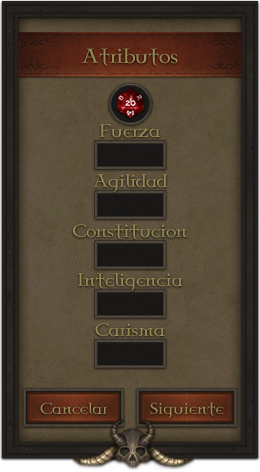 Atributos
20
Fuerza
Agilidad
Constitucion
Inteligencia
Carisma
Cancelar
Siguiente